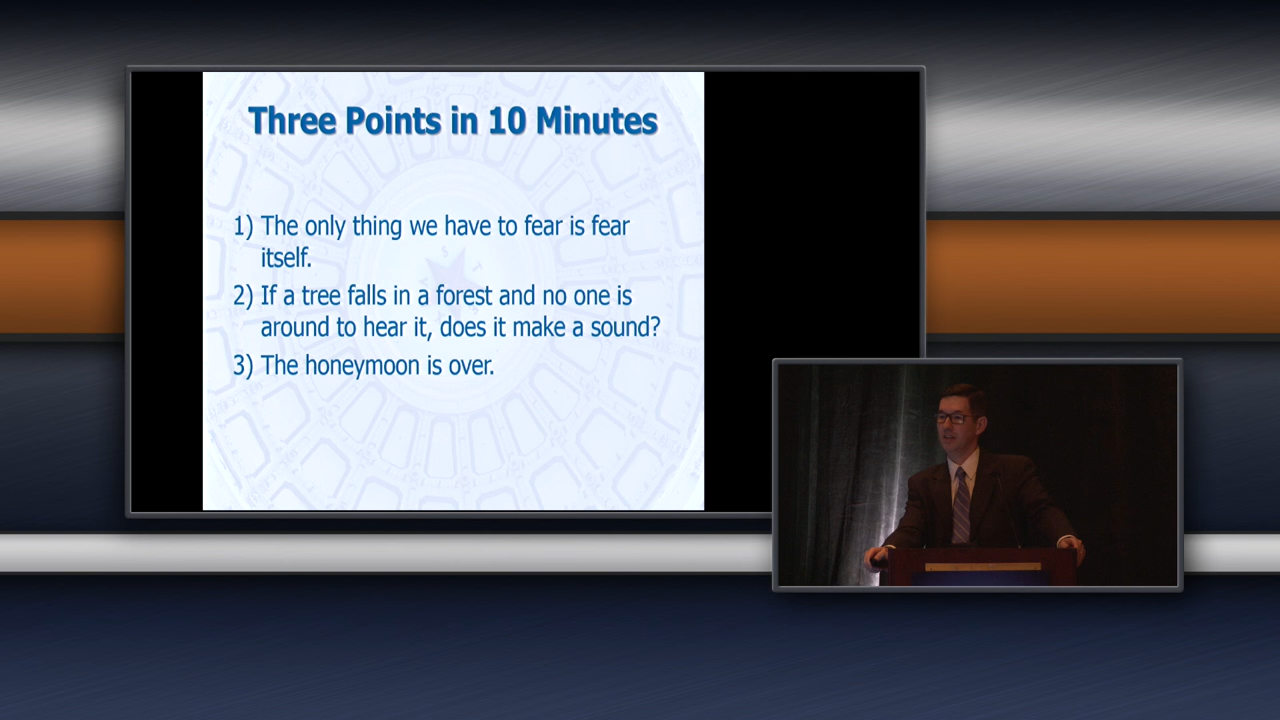 Three Points in 10 Minutes
1) The only thing we have to fear is fear
itself.
2) If a tree falls in a forest and no one is
around to hear it, does it make a sound?
3) The honeymoon is over.